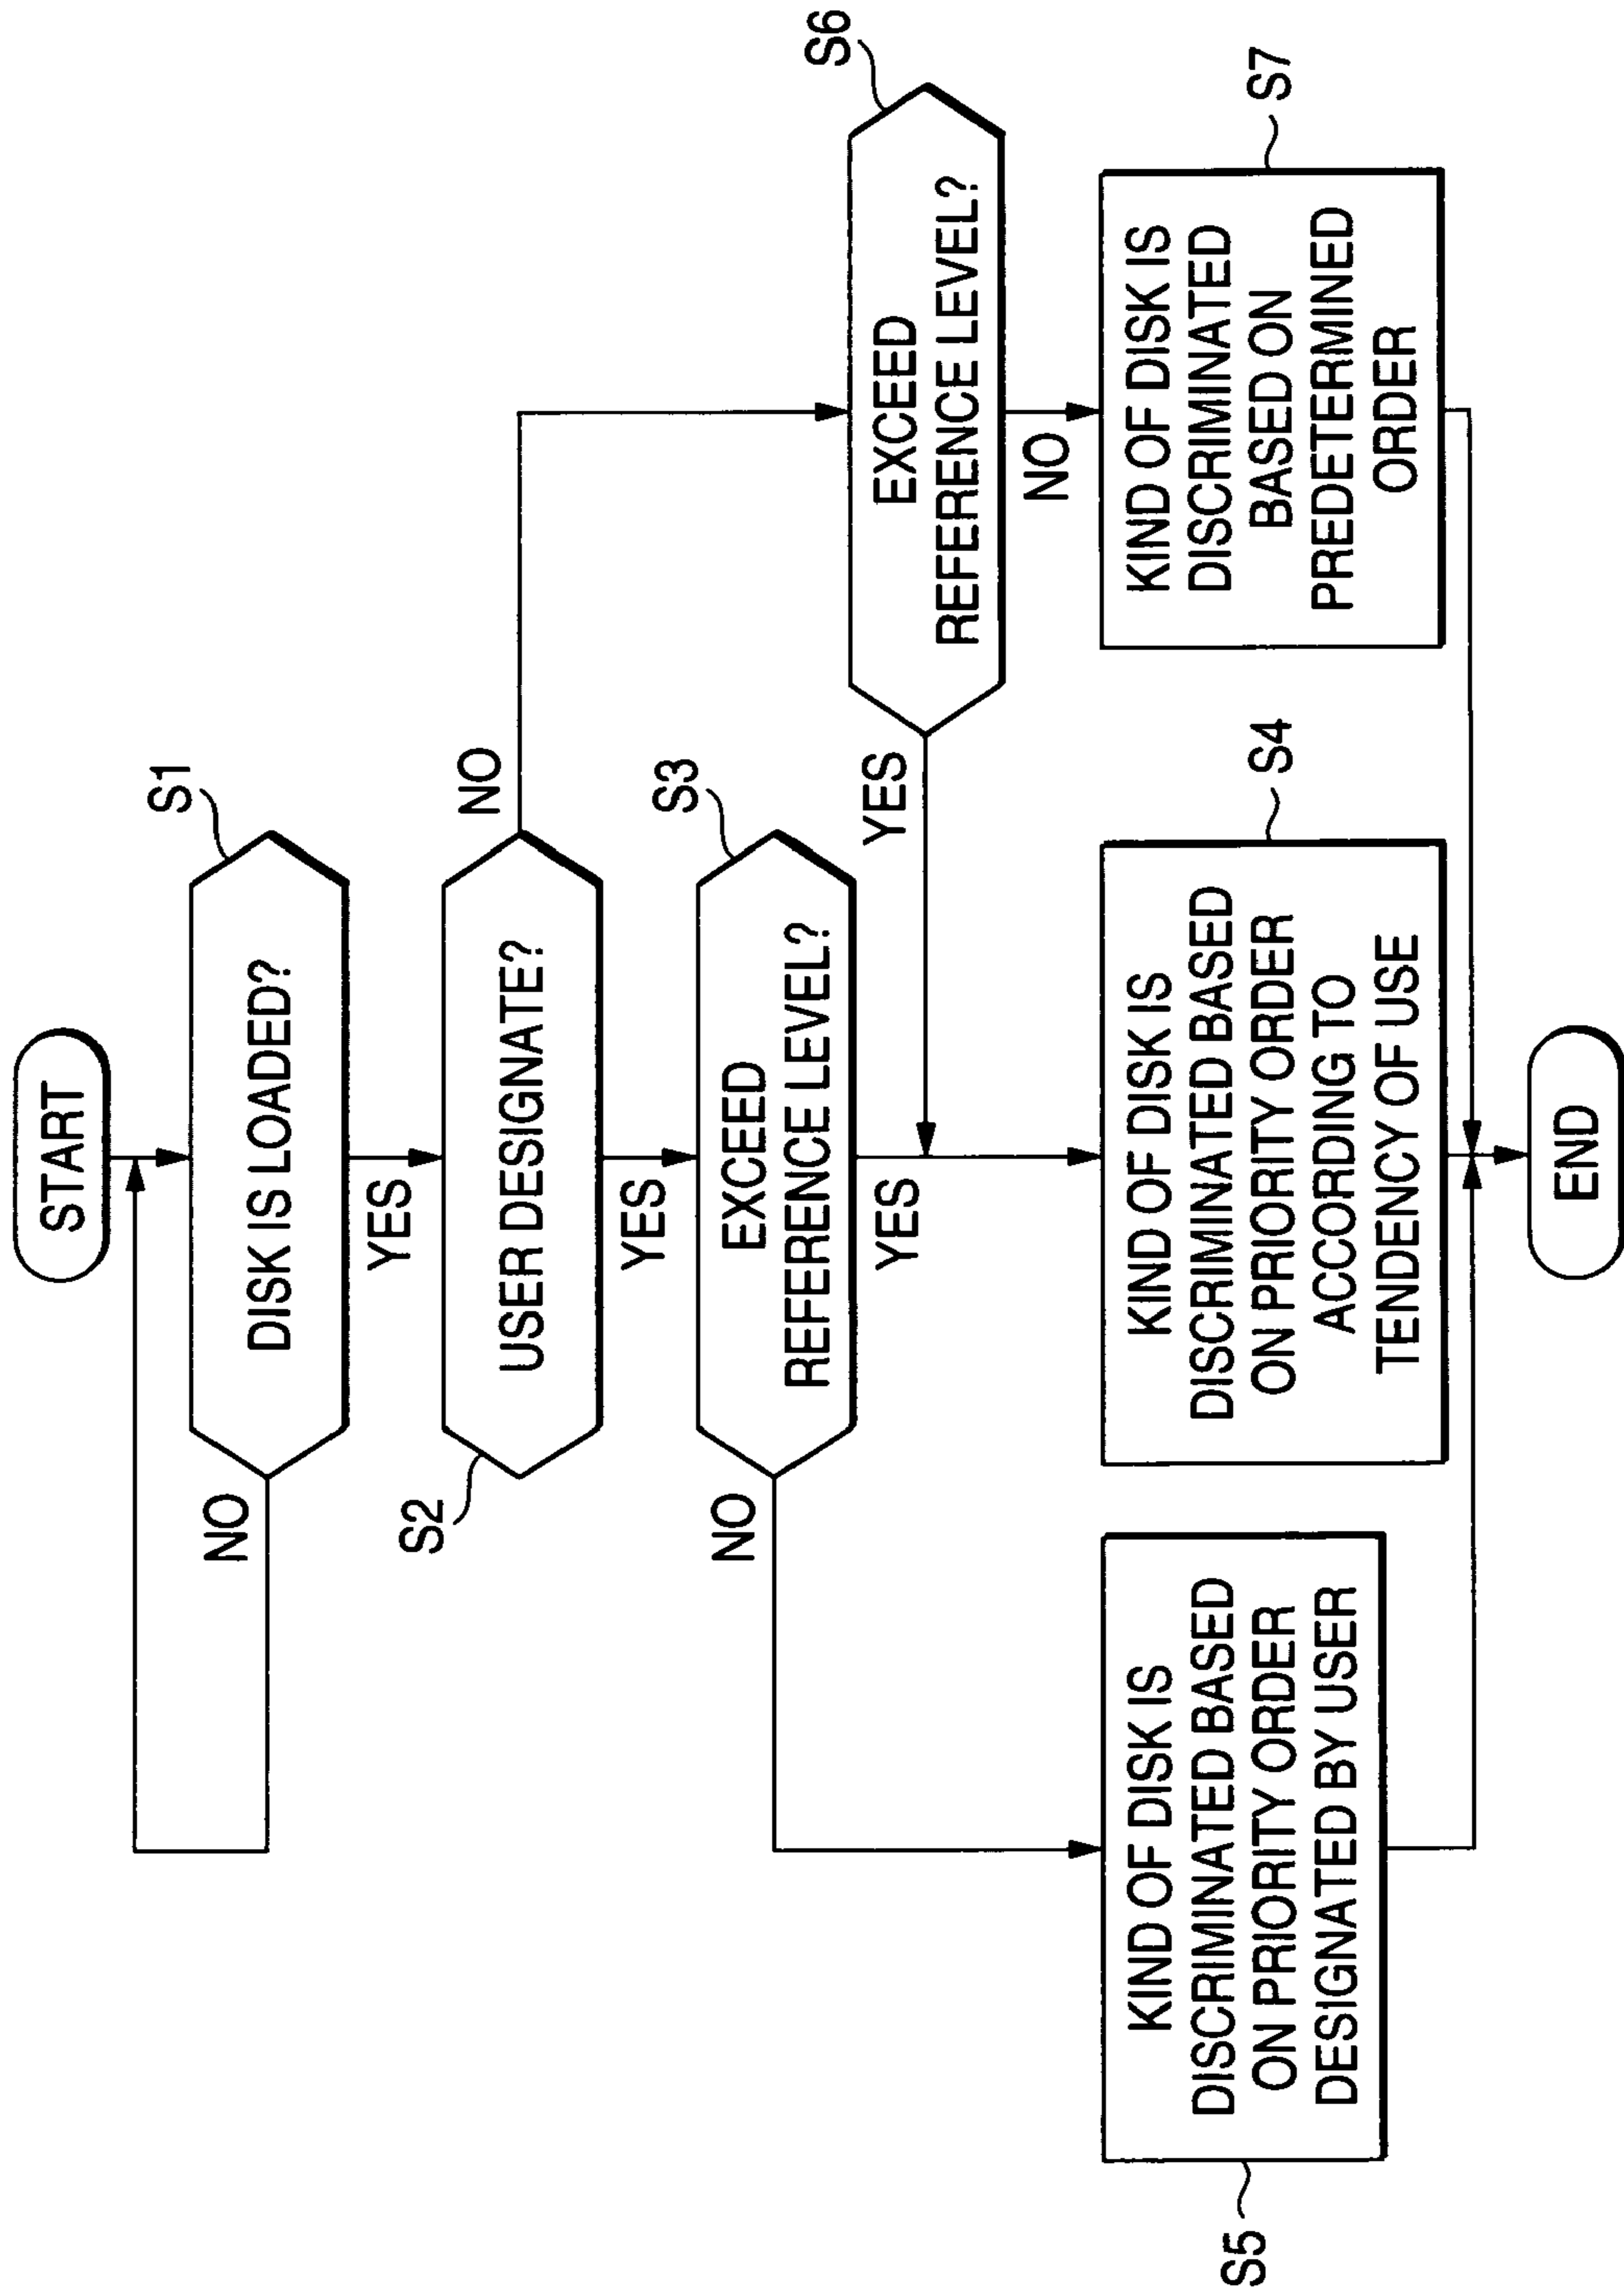 START
S1
DISK IS LOADED?
NO
YES
S2
USER DESIGNATE?
NO
YES
S3
EXCEED
REFERENCE LEVEL?
NO
YES
S6
EXCEED
REFERENCE LEVEL?
YES
NO
S5
KIND OF DISK IS
DISCRIMINATED BASED
ON PRIORITY ORDER
DESIGNATED BY USER
S4
KIND OF DISK IS
DISCRIMINATED BASED
ON PRIORITY ORDER
ACCORDING TO
TENDENCY OF USE
S7
KIND OF DISK IS
DISCRIMINATED
BASED ON
PREDETERMINED
ORDER
END